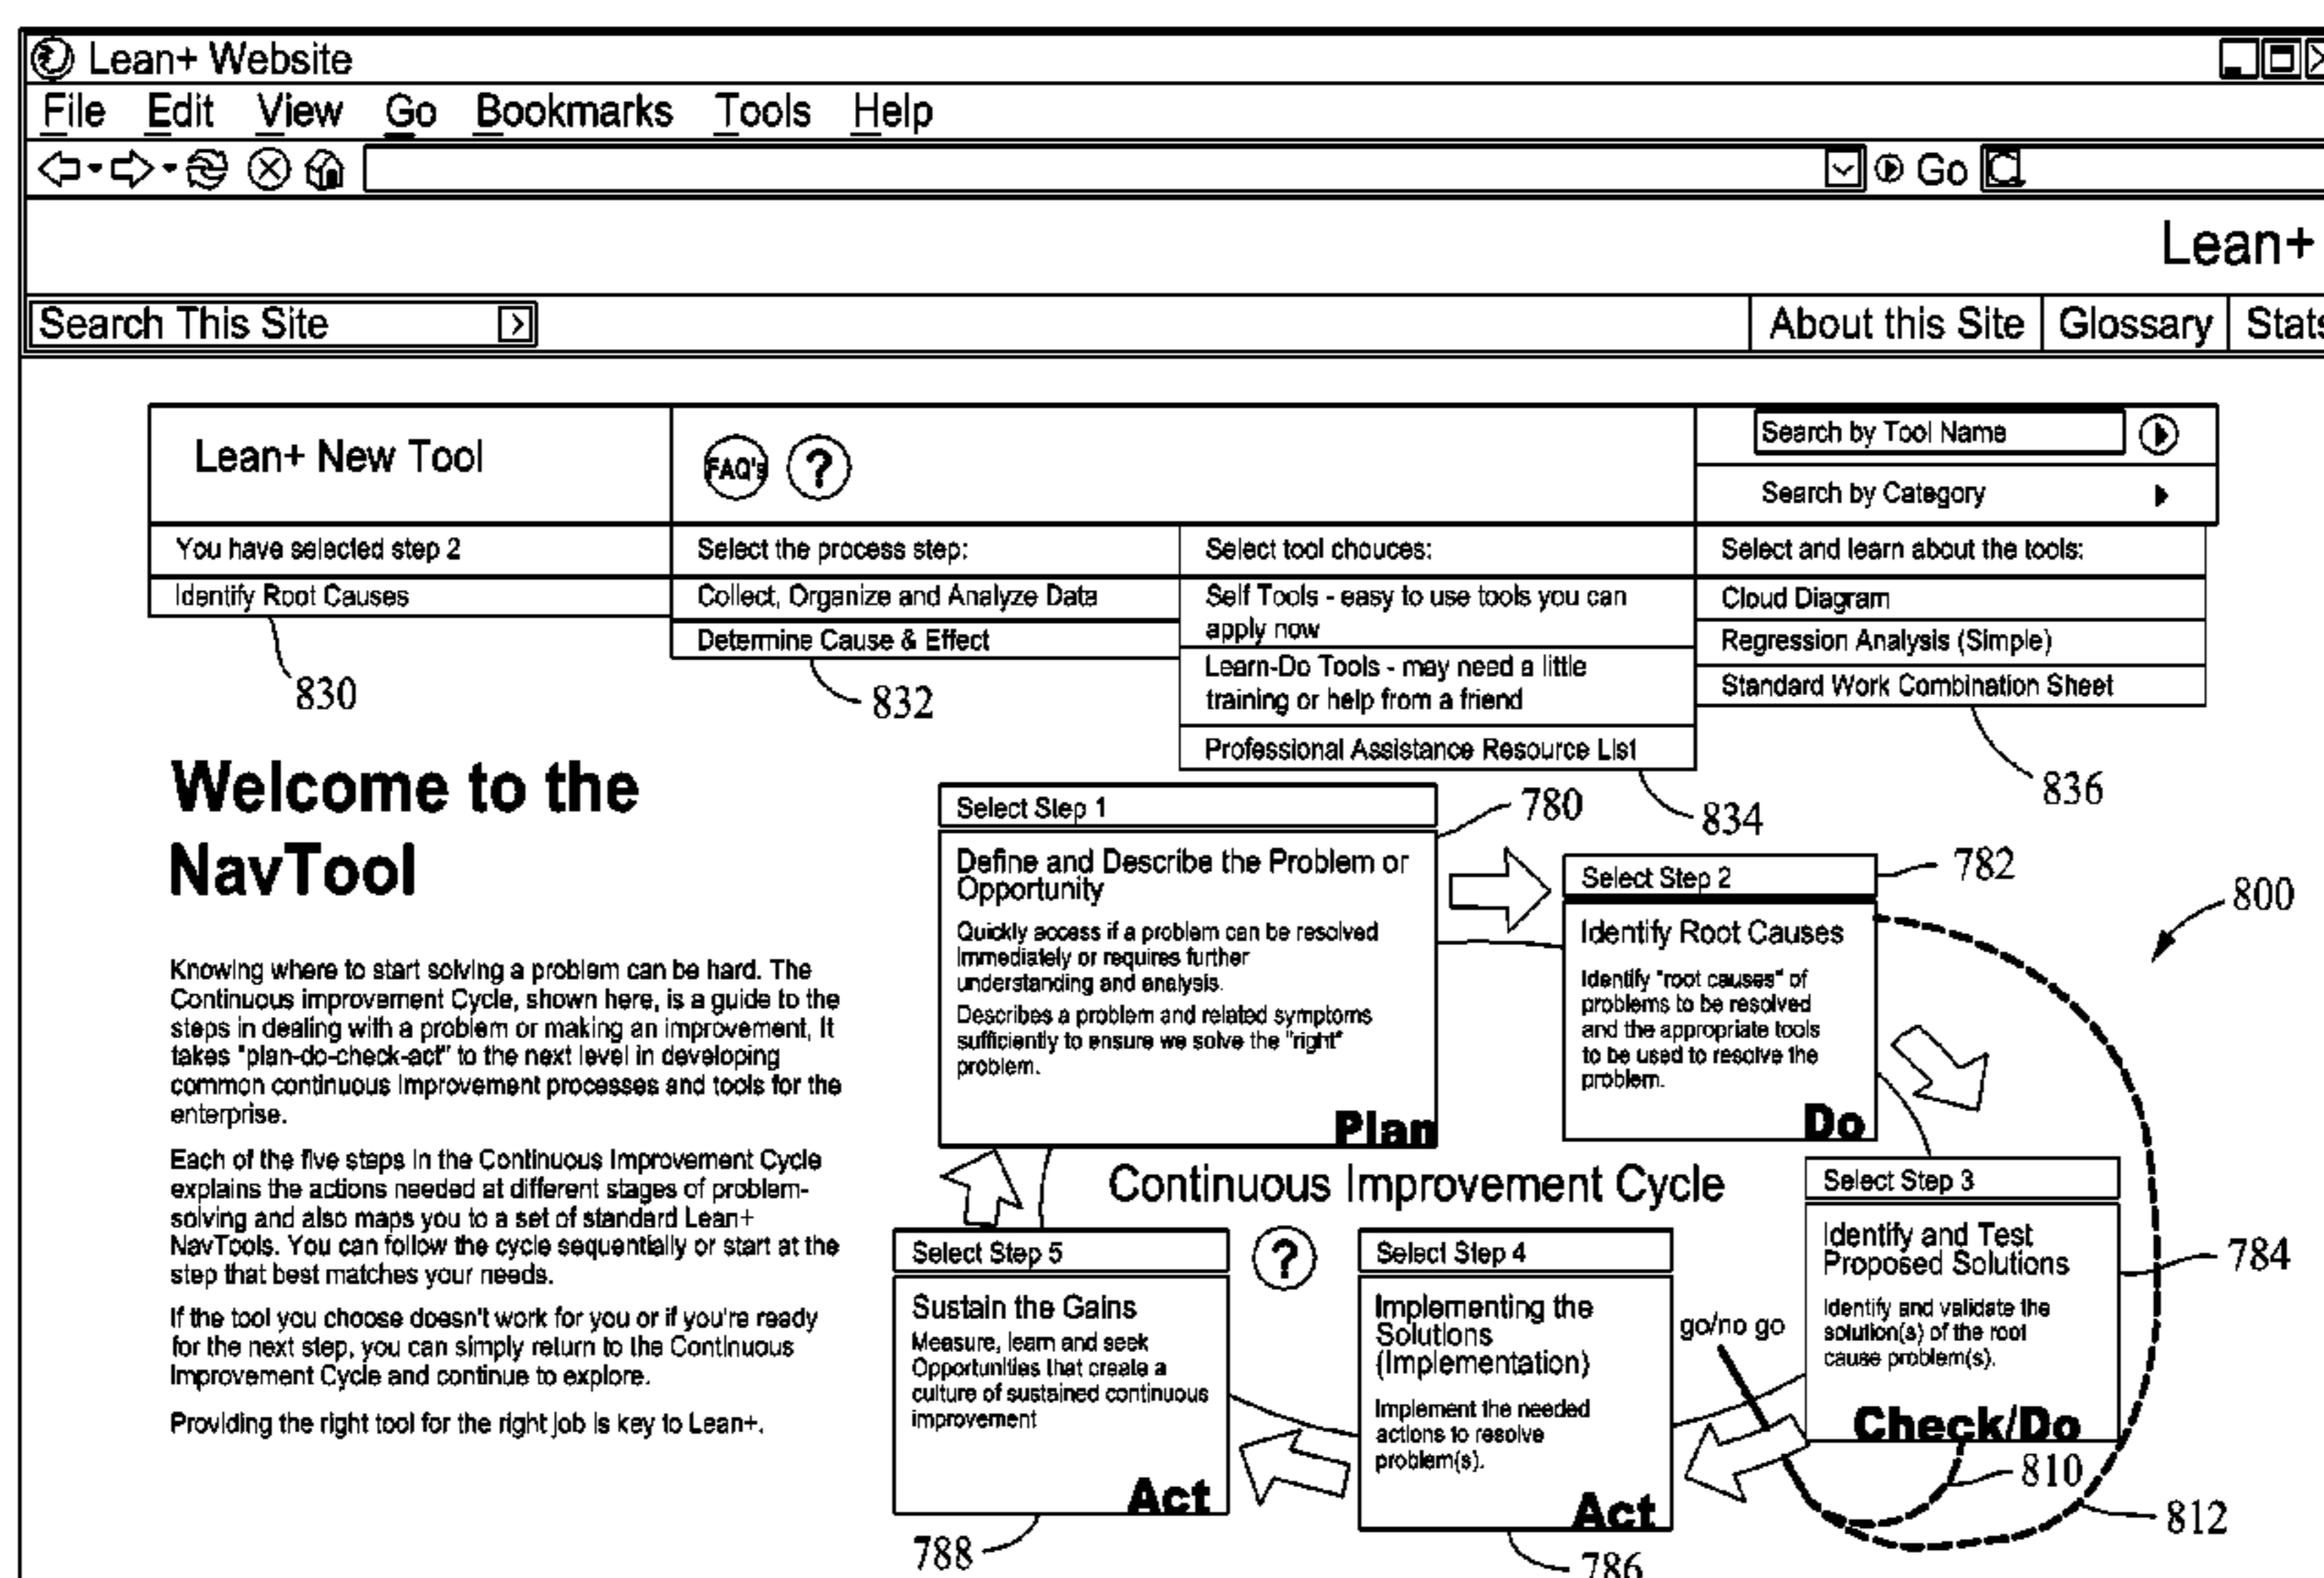 Lean+ Website
File Edit View Go Bookmarks Tools Help
Go
Lean+
Search This Site
About this Site Glossary Stats
Lean+ New Tool
FAQ's ?
Search by Tool Name
Search by Category
You have selected step 2
Identify Root Causes
830
Select the process step:
Collect, Organize and Analyze Data
Determine Cause & Effect
832
Select tool chouces:
Self Tools - easy to use tools you can
apply now
Learn-Do Tools - may need a little
training or help from a friend
Professional Assistance Resource List
834
Select and learn about the tools:
Cloud Diagram
Regression Analysis (Simple)
Standard Work Combination Sheet
836
Welcome to the
NavTool
Knowing where to start solving a problem can be hard. The
Continuous improvement Cycle, shown here, is a guide to the
steps in dealing with a problem or making an improvement, It
takes "plan-do-check-act" to the next level in developing
common continuous Improvement processes and tools for the
enterprise.
Each of the five steps in the Continuous Improvement Cycle
explains the actions needed at different stages of problem-
solving and also maps you to a set of standard Lean+
NavTools. You can follow the cycle sequentially or start at the
step that best matches your needs.
If the tool you choose doesn't work for you or if you're ready
for the next step, you can simply return to the Continuous
Improvement Cycle and continue to explore.
Providing the right tool for the right job is key to Lean+.
Select Step 1
780
Define and Describe the Problem or
Opportunity
Quickly access if a problem can be resolved
Immediately or requires further
understanding and analysis.
Describes a problem and related symptoms
sufficiently to ensure we solve the "right"
problem.
Plan
Select Step 2
782
Identify Root Causes
Identify "root causes" of
problems to be resolved
and the appropriate tools
to be used to resolve the
problem.
Do
800
Continuous Improvement Cycle
?
Select Step 3
Identify and Test
Proposed Solutions
784
Identify and validate the
solution(s) of the root
cause problem(s).
Check/Do
810
812
go/no go
Select Step 4
Implementing the
Solutions
(Implementation)
Implement the needed
actions to resolve
problem(s).
Act
786
Select Step 5
Sustain the Gains
Measure, learn and seek
Opportunities that create a
culture of sustained continuous
improvement
Act
788